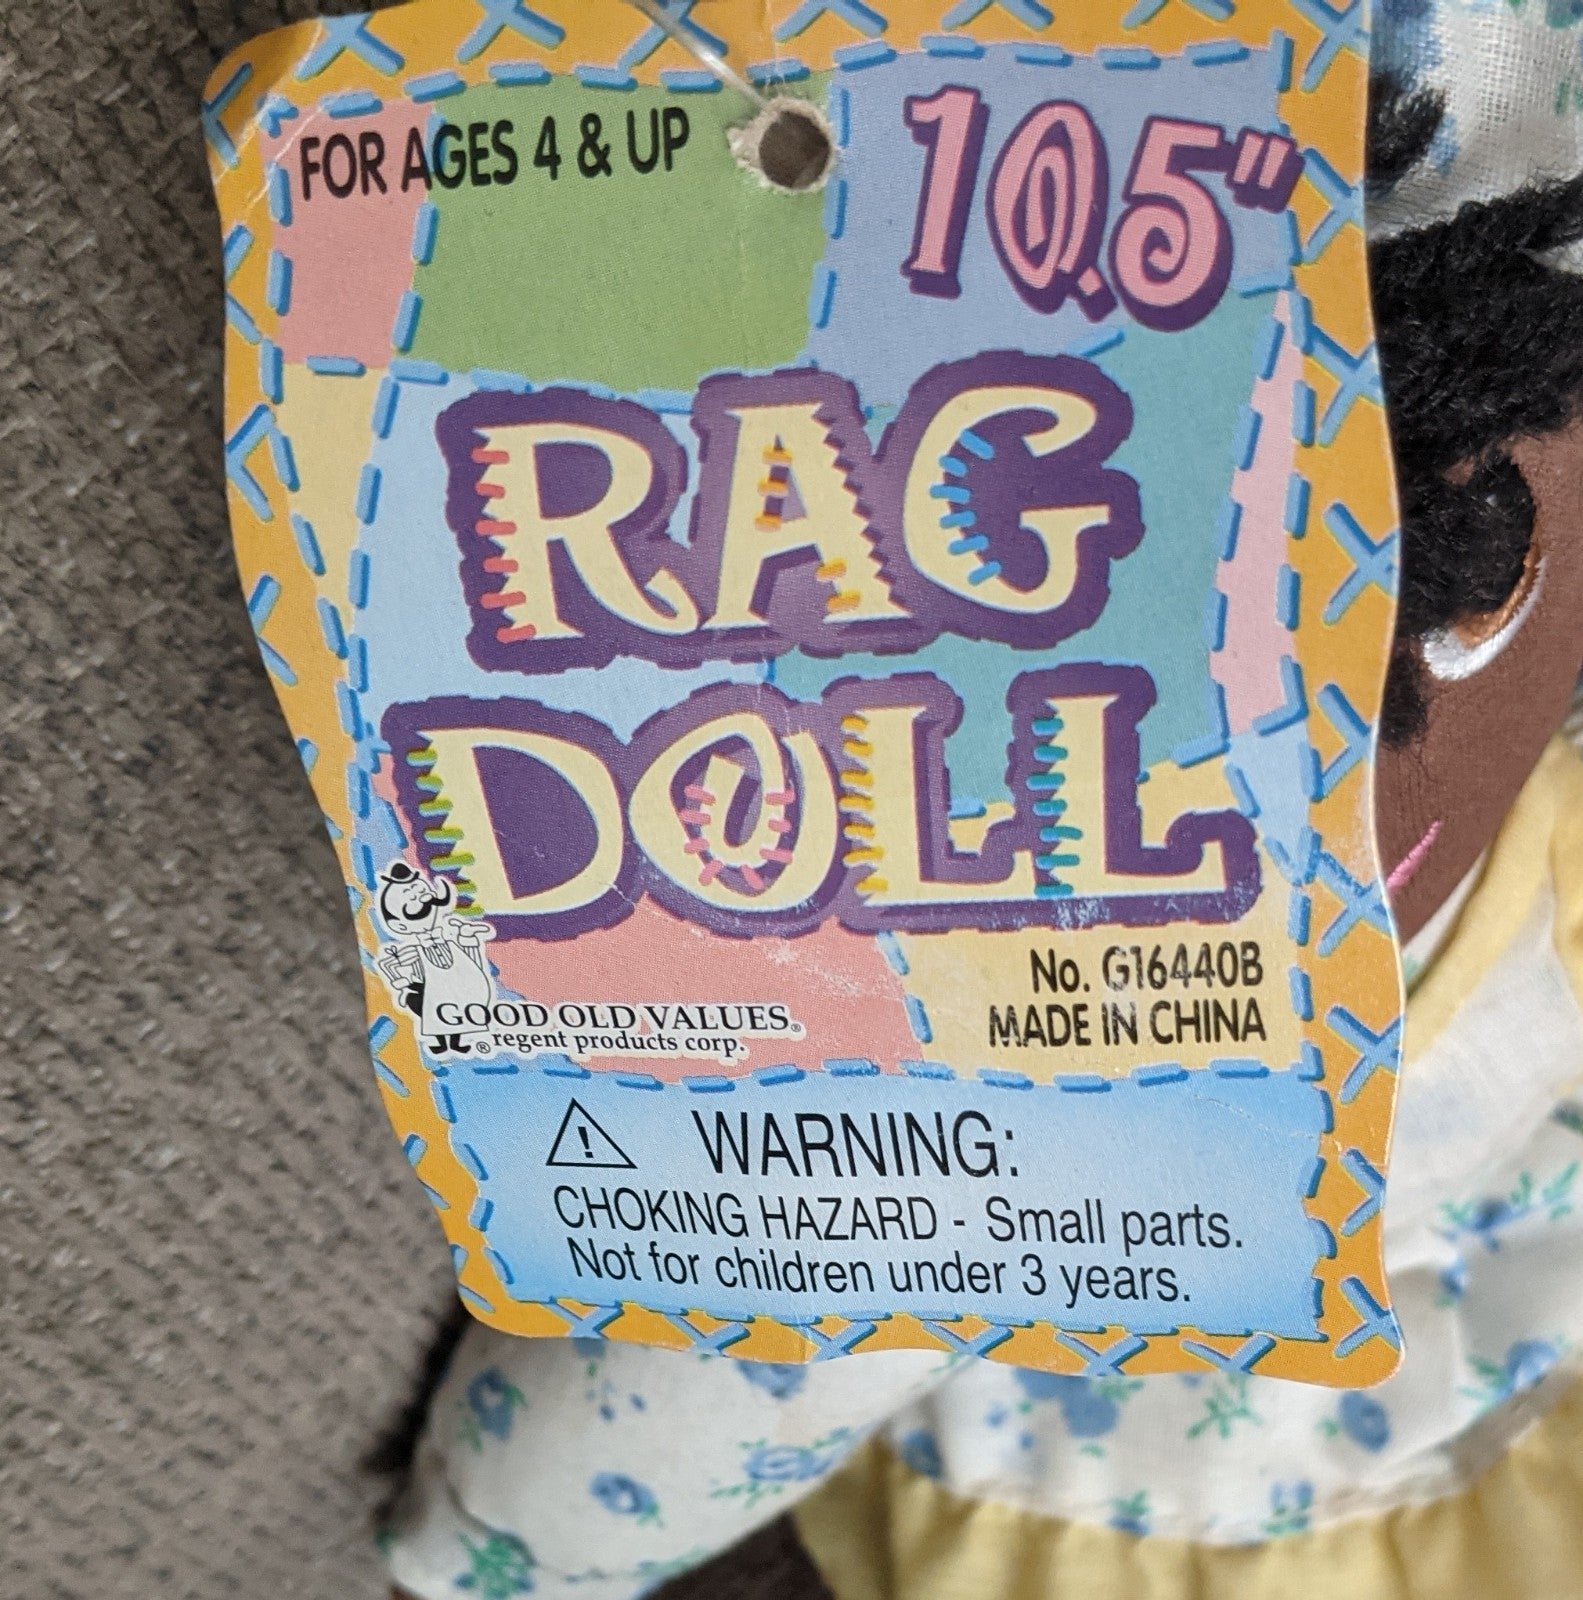 FOR AGES 4 & UP
10.5"
RAG
DOLL
No. G16440B
MADE IN CHINA
GOOD OLD VALUES®
® regent products corp.
! WARNING:
CHOKING HAZARD - Small parts.
Not for children under 3 years.